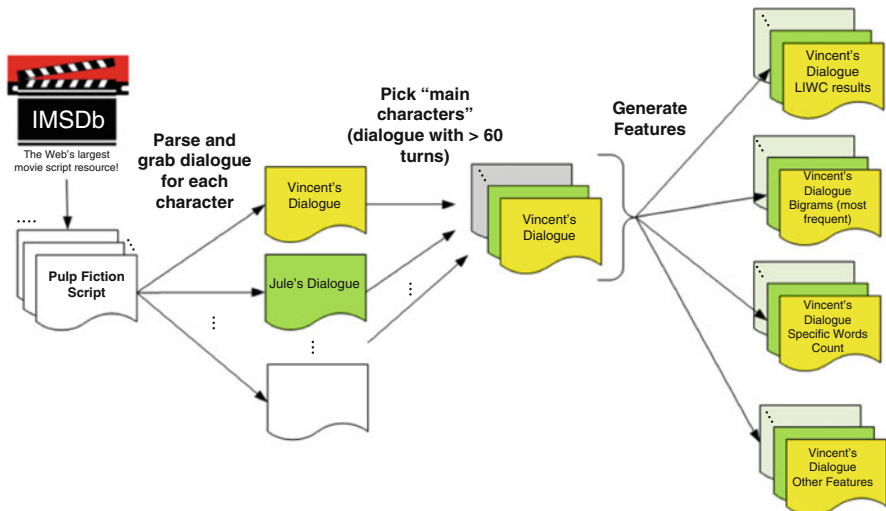 IMSDb
The Web's largest
movie script resource!
....
Pulp Fiction
Script
Parse and
grab dialogue
for each
character
Vincent's
Dialogue
Jule's Dialogue
Pick “main
characters”
(dialogue with > 60
turns)
Vincent's
Dialogue
Generate
Features
Vincent's
Dialogue
LIWC results
Vincent's
Dialogue
Bigrams (most
frequent)
Vincent's
Dialogue
Specific Words
Count
Vincent's
Dialogue
Other Features